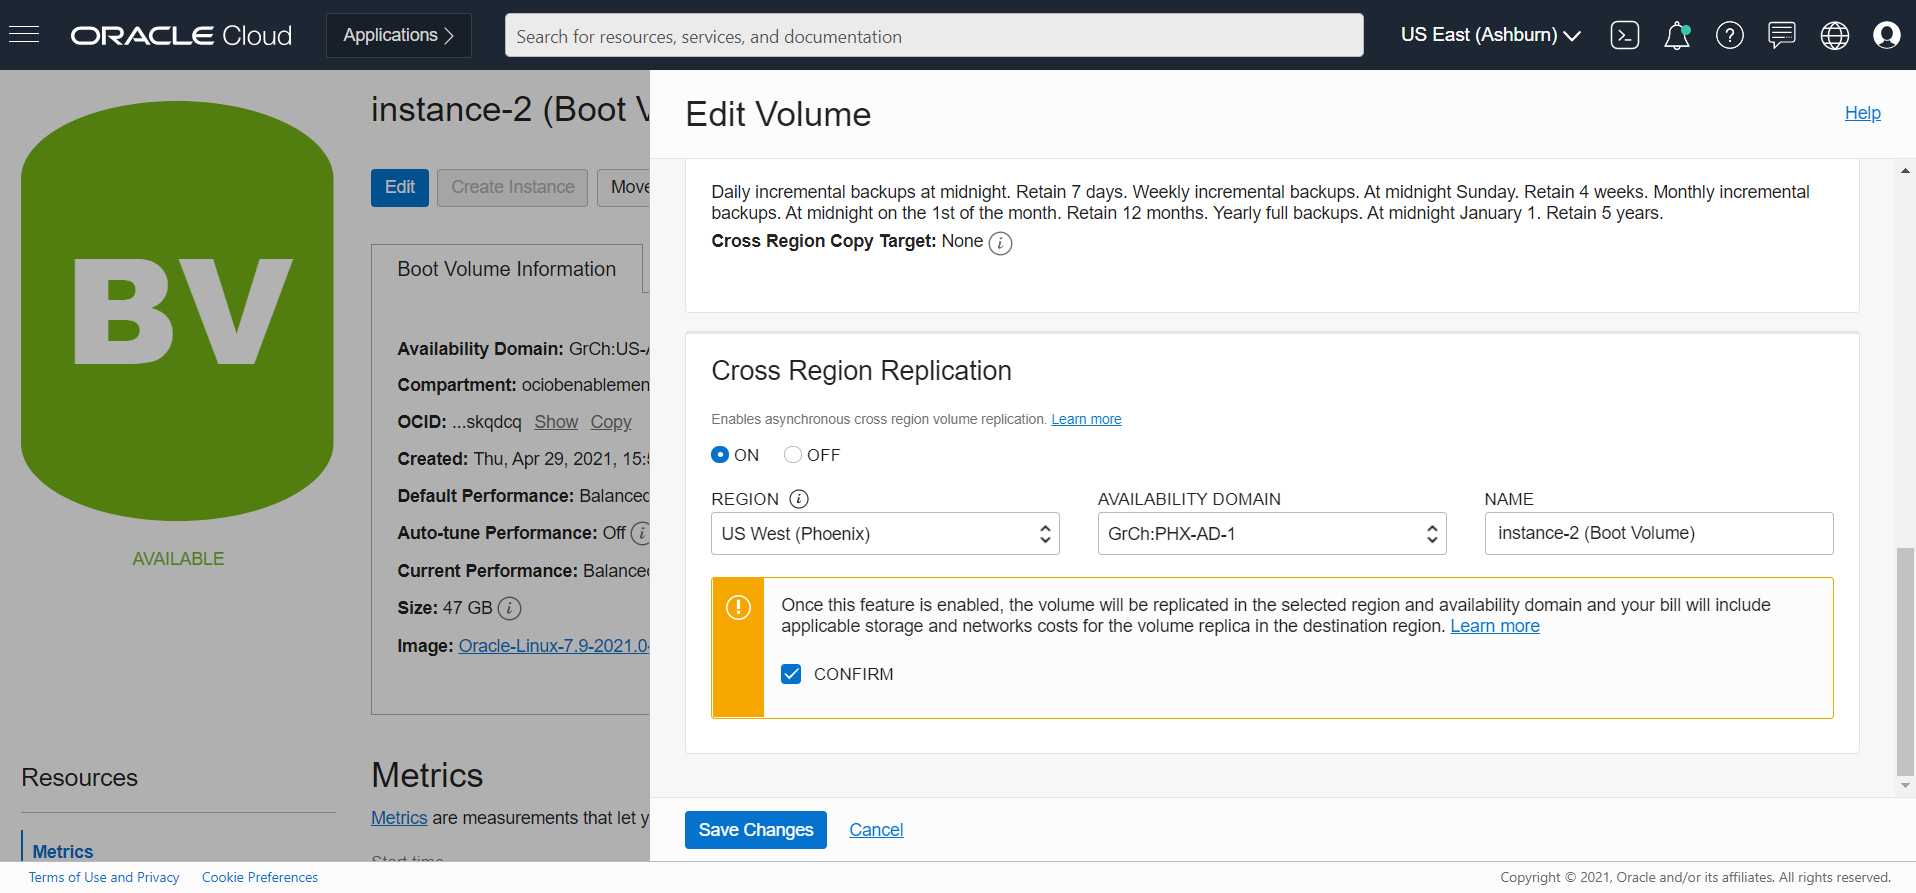 ORACLE Cloud
Applications
Search for resources, services, and documentation
US East (Ashburn)
BV
AVAILABLE
Resources
Metrics
instance-2 (Boot
Edit
Create Instance
Move
Boot Volume Information
Availability Domain: GrCh:US-
Compartment: ociobenablemen
OCID: ...skqdcq Show Copy
Created: Thu, Apr 29, 2021, 15:
Default Performance: Balanced
Auto-tune Performance: Off
Current Performance: Balanced
Size: 47 GB
Image: Oracle-Linux-7.9-2021.0
Metrics
Metrics are measurements that let y
Start time
Edit Volume
Help
Daily incremental backups at midnight. Retain 7 days. Weekly incremental backups. At midnight Sunday. Retain 4 weeks. Monthly incremental
backups. At midnight on the 1st of the month. Retain 12 months. Yearly full backups. At midnight January 1. Retain 5 years.
Cross Region Copy Target: None
Cross Region Replication
Enables asynchronous cross region volume replication. Learn more
ON OFF
REGION
US West (Phoenix)
AVAILABILITY DOMAIN
GrCh:PHX-AD-1
NAME
instance-2 (Boot Volume)
Once this feature is enabled, the volume will be replicated in the selected region and availability domain and your bill will include
applicable storage and networks costs for the volume replica in the destination region. Learn more
CONFIRM
Save Changes
Cancel
Terms of Use and Privacy
Cookie Preferences
Copyright © 2021, Oracle and/or its affiliates. All rights reserved.